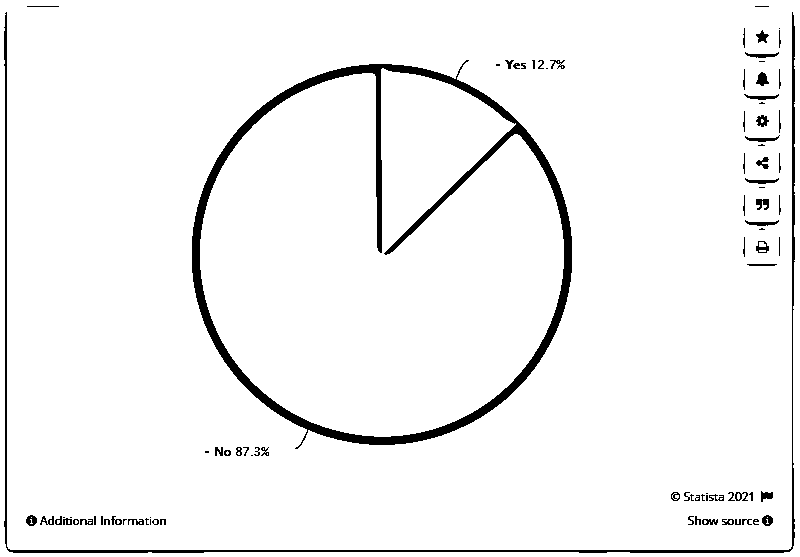 - Yes 12.7%
- No 87.3%
© Statista 2021
Additional Information
Show source